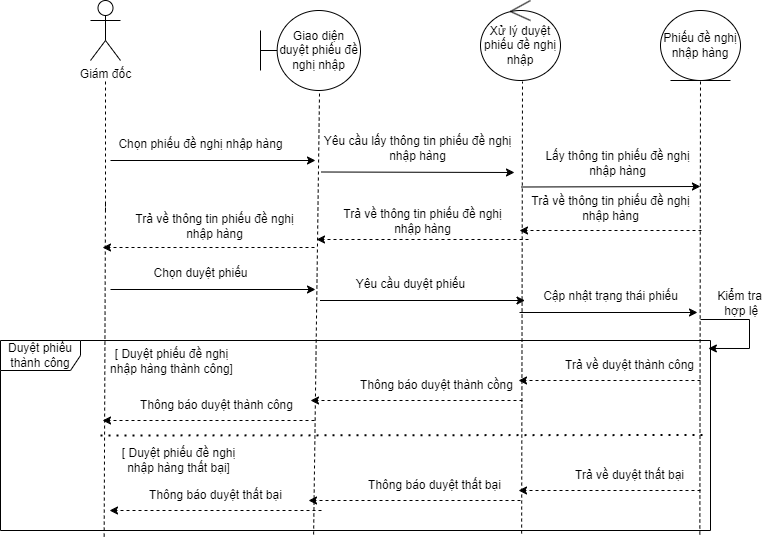 Giám đốc
Giao diện
duyệt phiếu đề
nghị nhập
Xử lý duyệt
phiếu đề nghị
nhập
Phiếu đề nghị
nhập hàng
Chọn phiếu đề nghị nhập hàng
Yêu cầu lấy thông tin phiếu đề nghị
nhập hàng
Lấy thông tin phiếu đề nghị
nhập hàng
Trả về thông tin phiếu đề nghị
nhập hàng
Trả về thông tin phiếu đề nghị
nhập hàng
Trả về thông tin phiếu đề nghị
nhập hàng
Chọn duyệt phiếu
Yêu cầu duyệt phiếu
Cập nhật trạng thái phiếu
Kiểm tra
hợp lệ
Duyệt phiếu
thành công
[ Duyệt phiếu đề nghị
nhập hàng thành công]
Trả về duyệt thành công
Thông báo duyệt thành công
Thông báo duyệt thành công
[ Duyệt phiếu đề nghị
nhập hàng thất bại]
Trả về duyệt thất bại
Thông báo duyệt thất bại
Thông báo duyệt thất bại